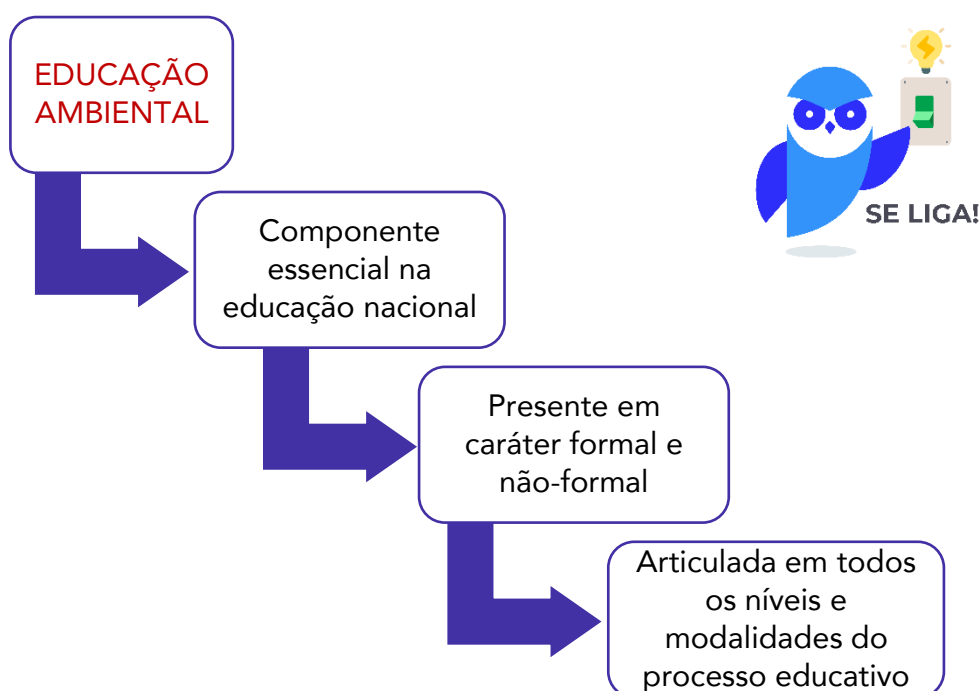 EDUCAÇÃO
AMBIENTAL
SE LIGA!
Componente
essencial na
educação nacional
Presente em
caráter formal e
não-formal
Articulada em todos
os níveis e
modalidades do
processo educativo